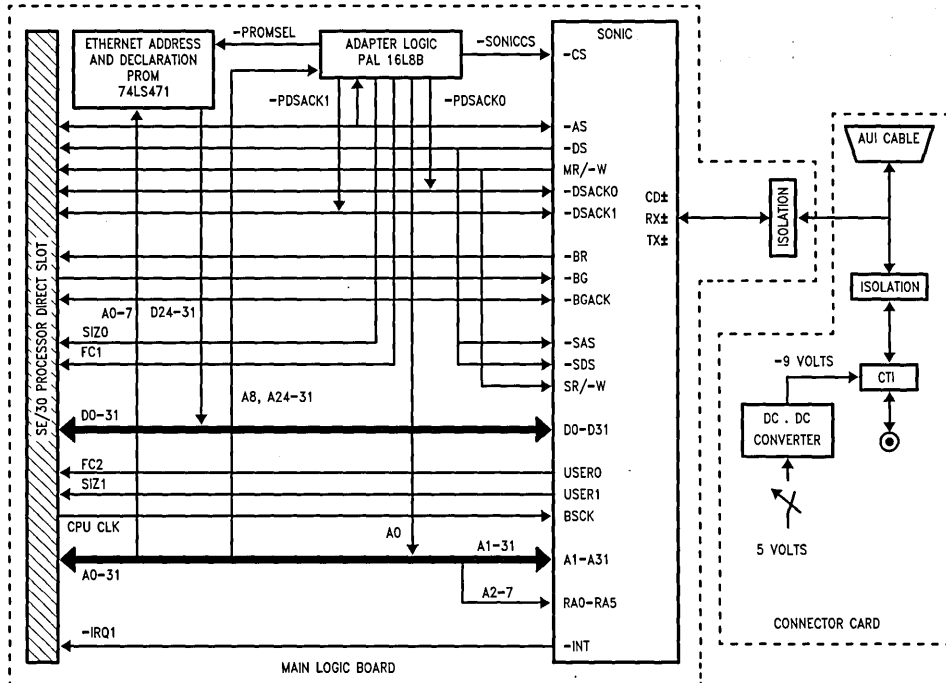 ETHERNET ADDRESS
AND DECLARATION
PROM
74LS471
-PROMSEL
ADAPTER LOGIC
PAL 16L8B
-SONICCS
SONIC
-CS
-PDSACK1
-PDSACK0
-AS
-DS
MR/-W
-DSACK0
-DSACK1
CD±
RX±
TX±
ISOLATION
AUI CABLE
-BR
-BG
-BGACK
ISOLATION
A0-7
D24-31
SIZ0
FC1
-SAS
-SDS
SR/-W
-9 VOLTS
CTI
A8, A24-31
SE/30 PROCESSOR DIRECT SLOT
D0-31
D0-D31
DC . DC
CONVERTER
FC2
USER0
SIZ1
USER1
CPU CLK
BSCK
A0
A1-31
5 VOLTS
A0-31
A1-A31
A2-7
RA0-RA5
CONNECTOR CARD
-IRQ1
-INT
MAIN LOGIC BOARD